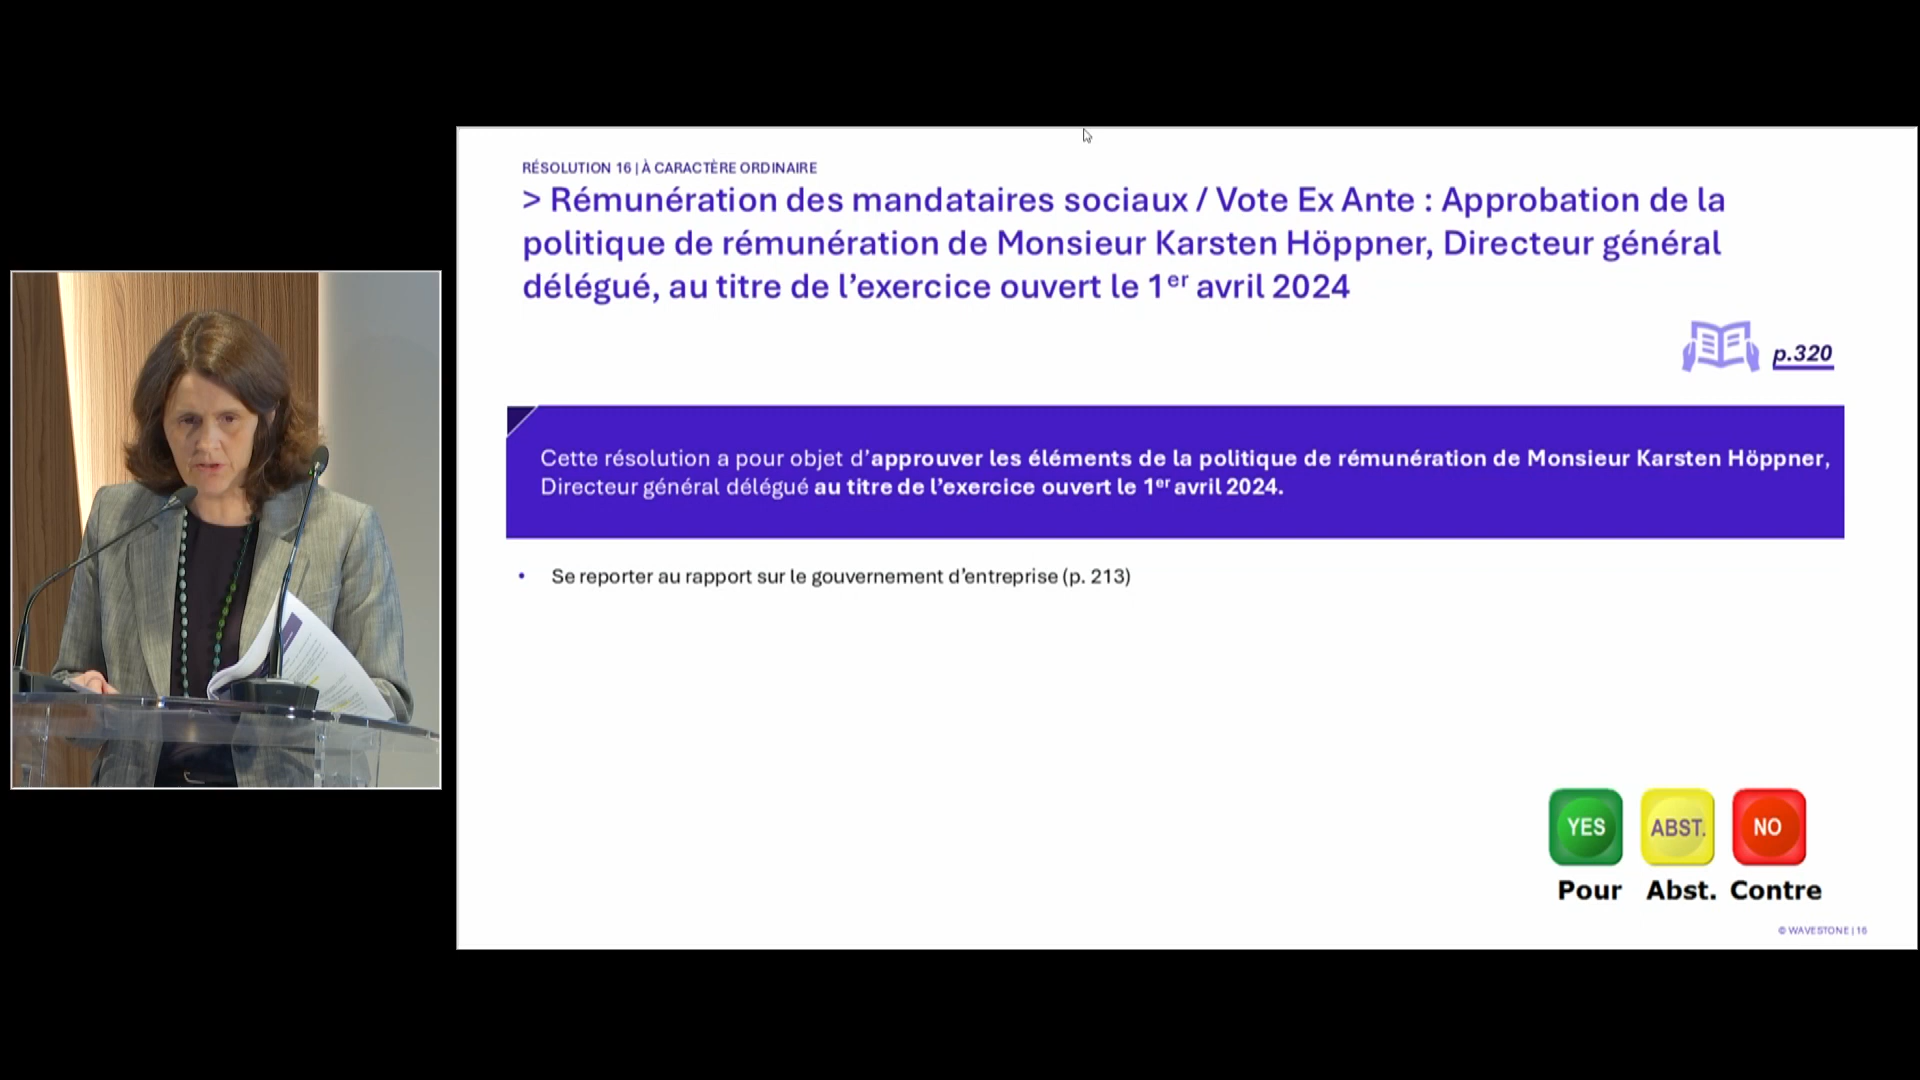 RÉSOLUTION 16 | À CARACTÈRE ORDINAIRE
> Rémunération des mandataires sociaux / Vote Ex Ante : Approbation de la
politique de rémunération de Monsieur Karsten Höppner, Directeur général
délégué, au titre de l’exercice ouvert le 1er avril 2024
p.320
Cette résolution a pour objet d’approuver les éléments de la politique de rémunération de Monsieur Karsten Höppner,
Directeur général délégué au titre de l’exercice ouvert le 1er avril 2024.
• Se reporter au rapport sur le gouvernement d’entreprise (p. 213)
YES ABST. NO
Pour Abst. Contre
© WAVESTONE | 16